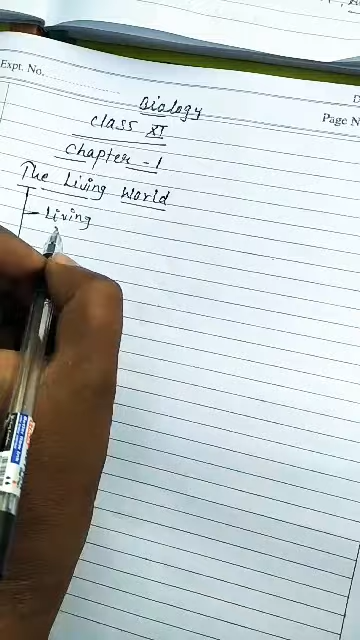 Expt. No.
Page N
Biology
Class XI
Chapter - 1
The Living World
Living